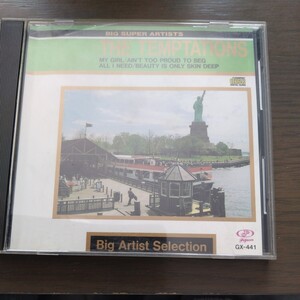 BIG SUPER ARTISTS
THE TEMPTATIONS
MY GIRL AIN'T TOO PROUD TO BEG
ALL I NEED BEAUTY IS ONLY SKIN DEEP
Big Artist Selection
GX-441